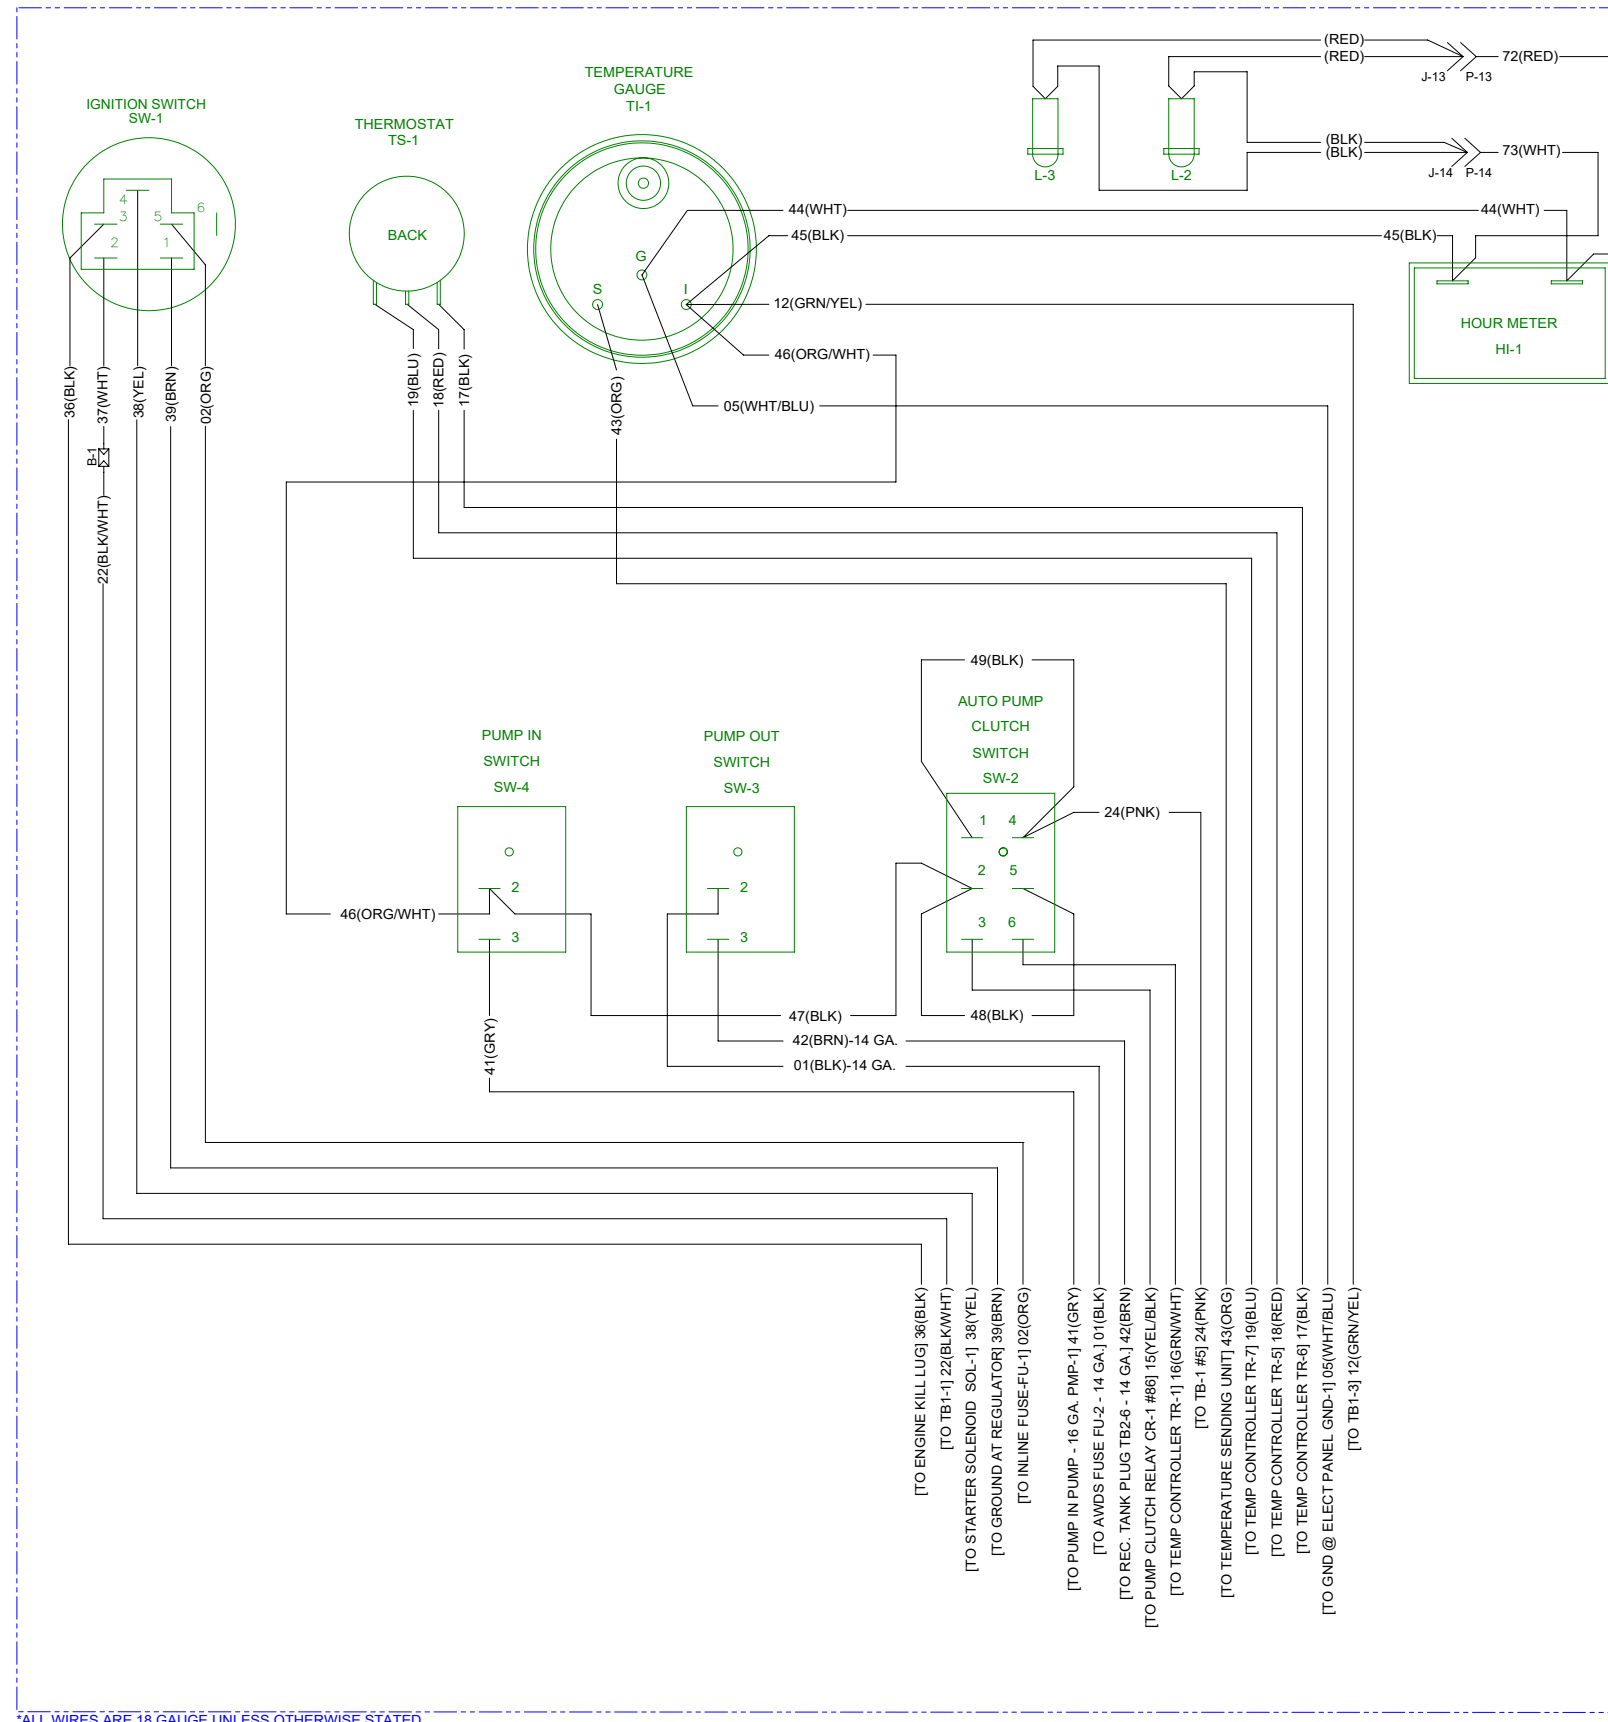 (RED)
(RED)
72(RED)
J-13 P-13
TEMPERATURE
GAUGE
TI-1
IGNITION SWITCH
SW-1
THERMOSTAT
TS-1
(BLK)
(BLK)
73(WHT)
J-14 P-14
L-3
L-2
4
3
5
6
2
1
BACK
44(WHT)
44(WHT)
45(BLK)
45(BLK)
G
S
I
12(GRN/YEL)
HOUR METER
HI-1
46(ORG/WHT)
05(WHT/BLU)
36(BLK)
37(WHT)
38(YEL)
39(BRN)
02(ORG)
19(BLU)
18(RED)
17(BLK)
43(ORG)
B-1
22(BLK/WHT)
49(BLK)
AUTO PUMP
CLUTCH
SWITCH
SW-2
PUMP IN
SWITCH
SW-4
PUMP OUT
SWITCH
SW-3
1 4
24(PNK)
2 5
2
2
3 6
3
3
46(ORG/WHT)
47(BLK)
48(BLK)
42(BRN)-14 GA.
01(BLK)-14 GA.
41(GRY)
[TO ENGINE KILL LUG] 36(BLK)
[TO TB1-1] 22(BLK/WHT)
[TO STARTER SOLENOID SOL-1] 38(YEL)
[TO GROUND AT REGULATOR] 39(BRN)
[TO INLINE FUSE-FU-1] 02(ORG)
[TO PUMP IN PUMP - 16 GA. PMP-1] 41(GRY)
[TO AWDS FUSE FU-2 - 14 GA.] 01(BLK)
[TO REC. TANK PLUG TB2-6 - 14 GA.] 42(BRN)
[TO PUMP CLUTCH RELAY CR-1 #86] 15(YEL/BLK)
[TO TEMP CONTROLLER TR-1] 16(GRN/WHT)
[TO TB-1 #5] 24(PNK)
[TO TEMPERATURE SENDING UNIT] 43(ORG)
[TO TEMP CONTROLLER TR-7] 19(BLU)
[TO TEMP CONTROLLER TR-5] 18(RED)
[TO TEMP CONTROLLER TR-6] 17(BLK)
[TO GND @ ELECT PANEL GND-1] 05(WHT/BLU)
[TO TB1-3] 12(GRN/YEL)
*ALL WIRES ARE 18 GAUGE UNLESS OTHERWISE STATED